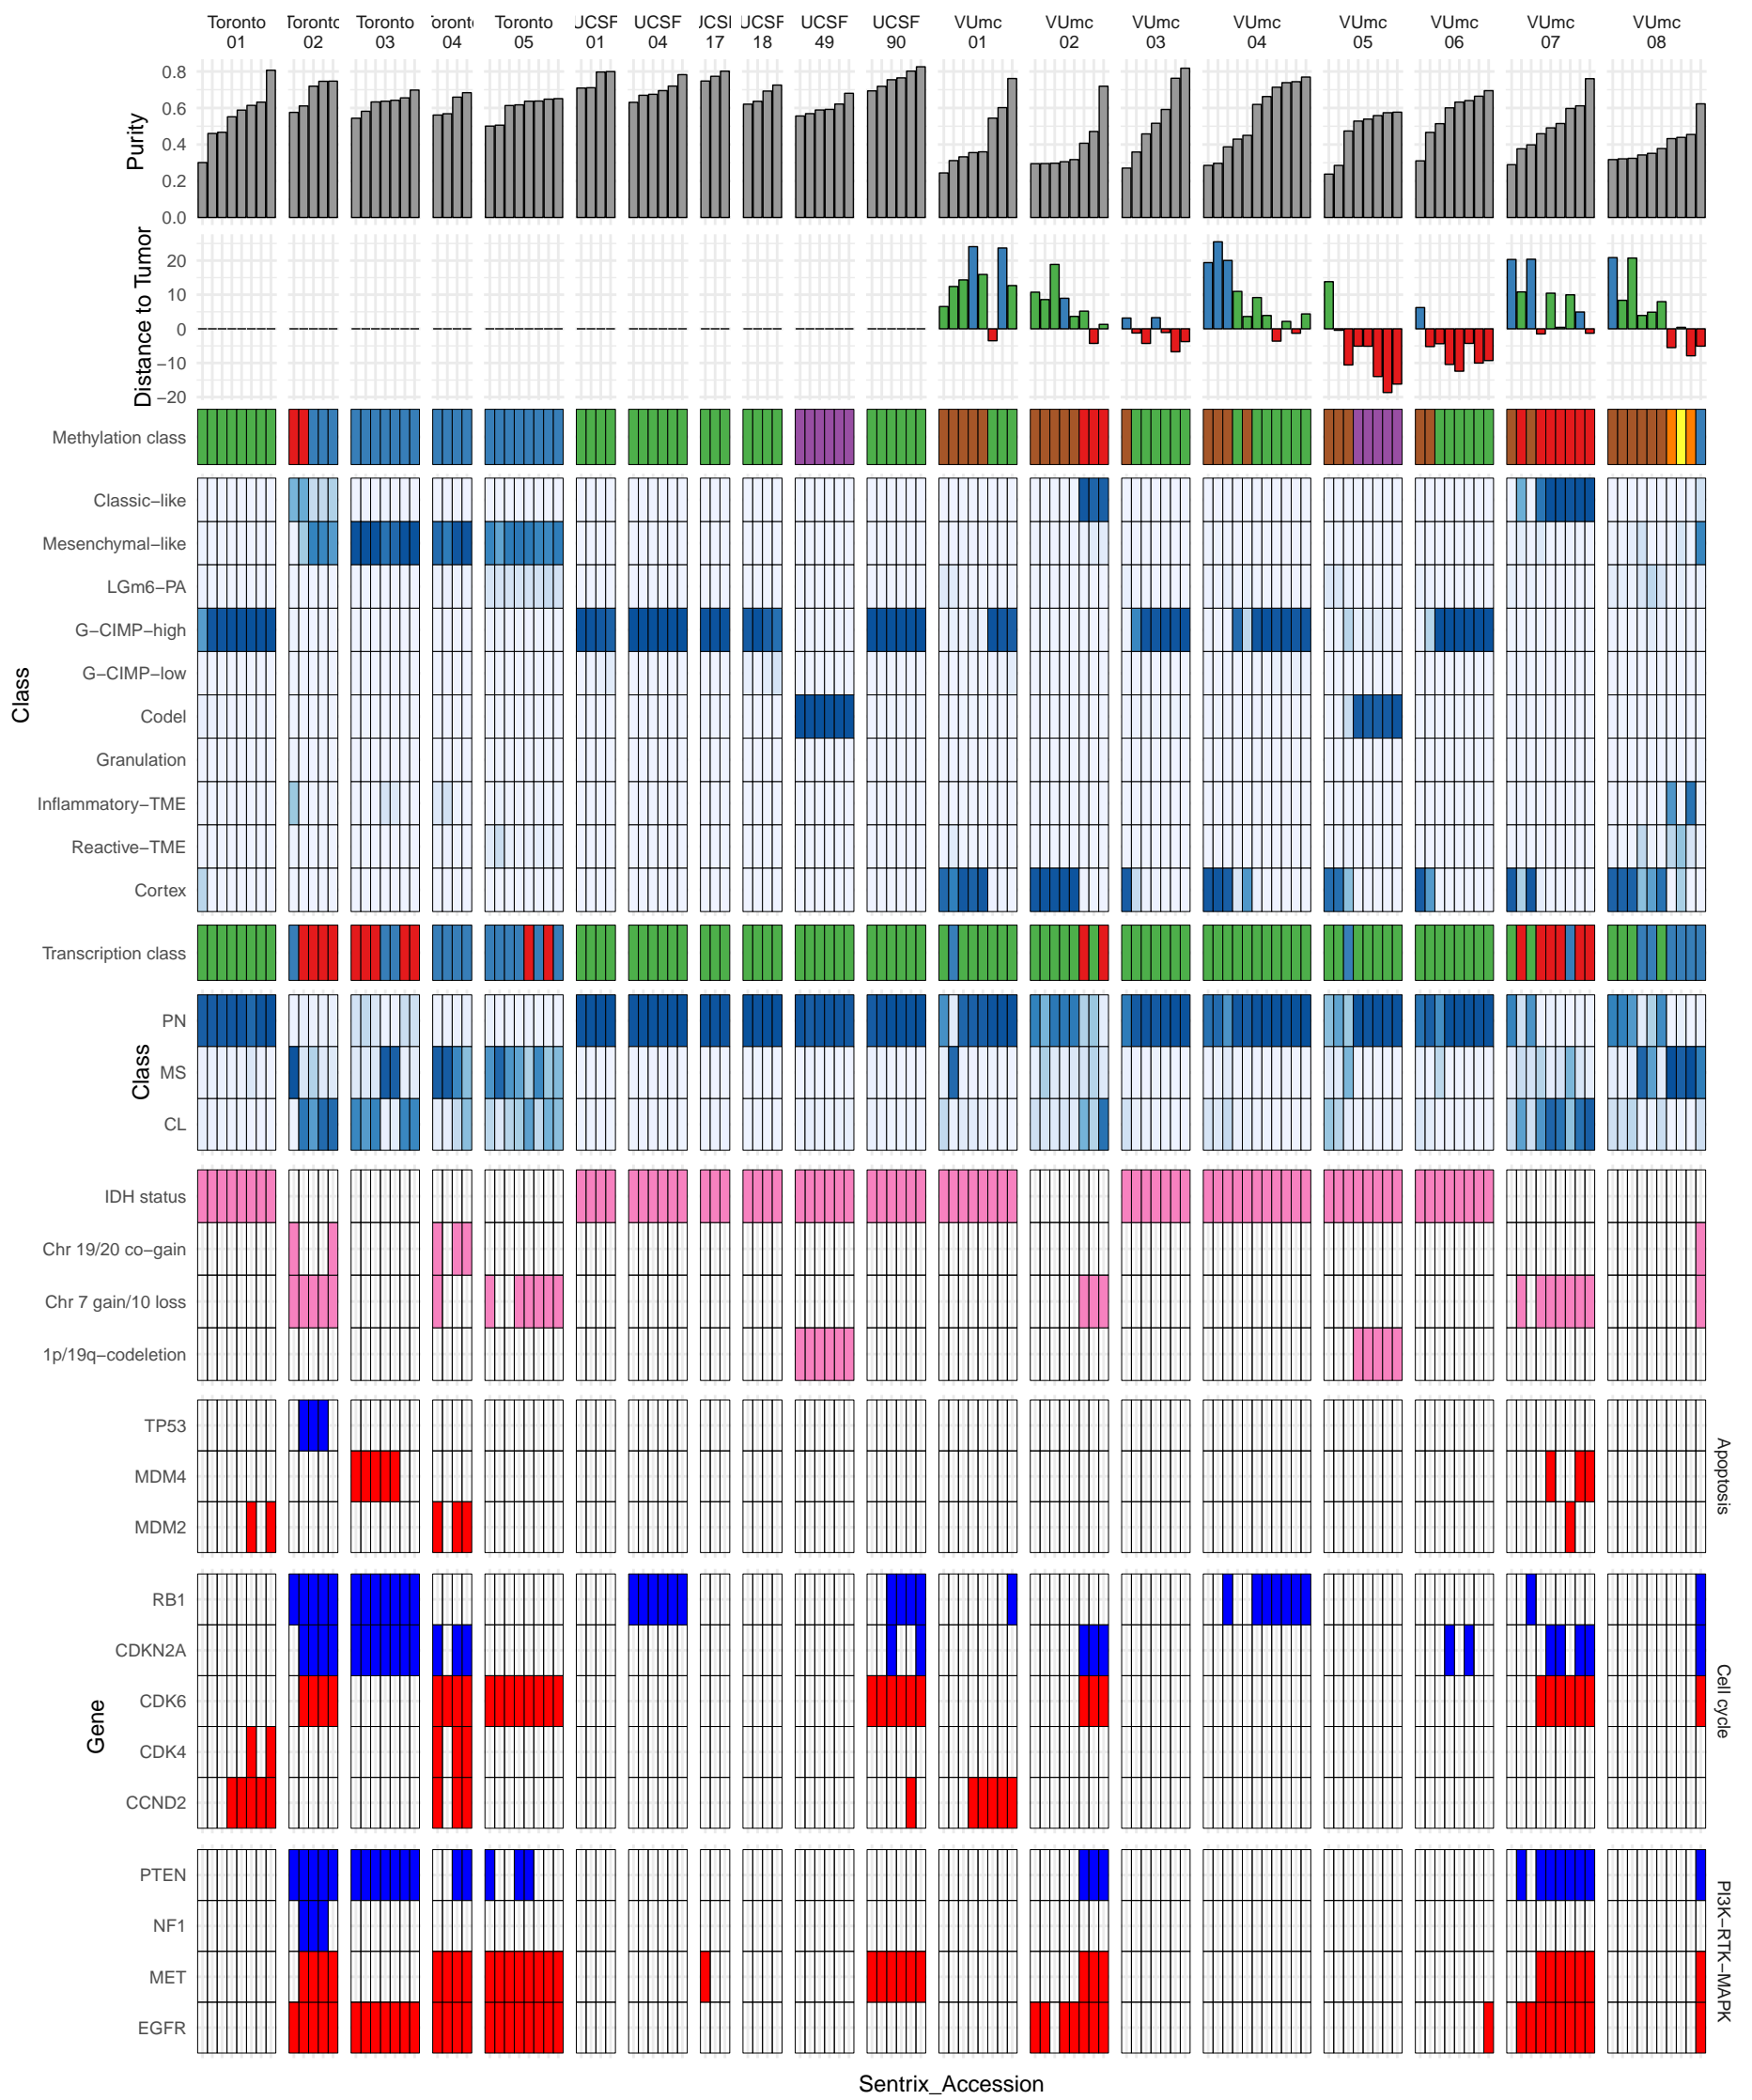 Toronto 01
Toronto 02
Toronto 03
Toronto 04
Toronto 05
UCSF 01
UCSF 04
UCSF 17
UCSF 18
UCSF 49
UCSF 90
VUmc 01
VUmc 02
VUmc 03
VUmc 04
VUmc 05
VUmc 06
VUmc 07
VUmc 08
Purity
0.8
0.6
0.4
0.2
0.0
Distance to Tumor
20
10
0
−10
−20
Methylation class
Class
Classic−like
Mesenchymal−like
LGm6−PA
G−CIMP−high
G−CIMP−low
Codel
Granulation
Inflammatory−TME
Reactive−TME
Cortex
Transcription class
Class
PN
MS
CL
IDH status
Chr 19/20 co−gain
Chr 7 gain/10 loss
1p/19q−codeletion
Gene
TP53
MDM4
MDM2
Apoptosis
RB1
CDKN2A
CDK6
CDK4
CCND2
Cell cycle
PTEN
NF1
MET
EGFR
PI3K−RTK−MAPK
Sentrix_Accession